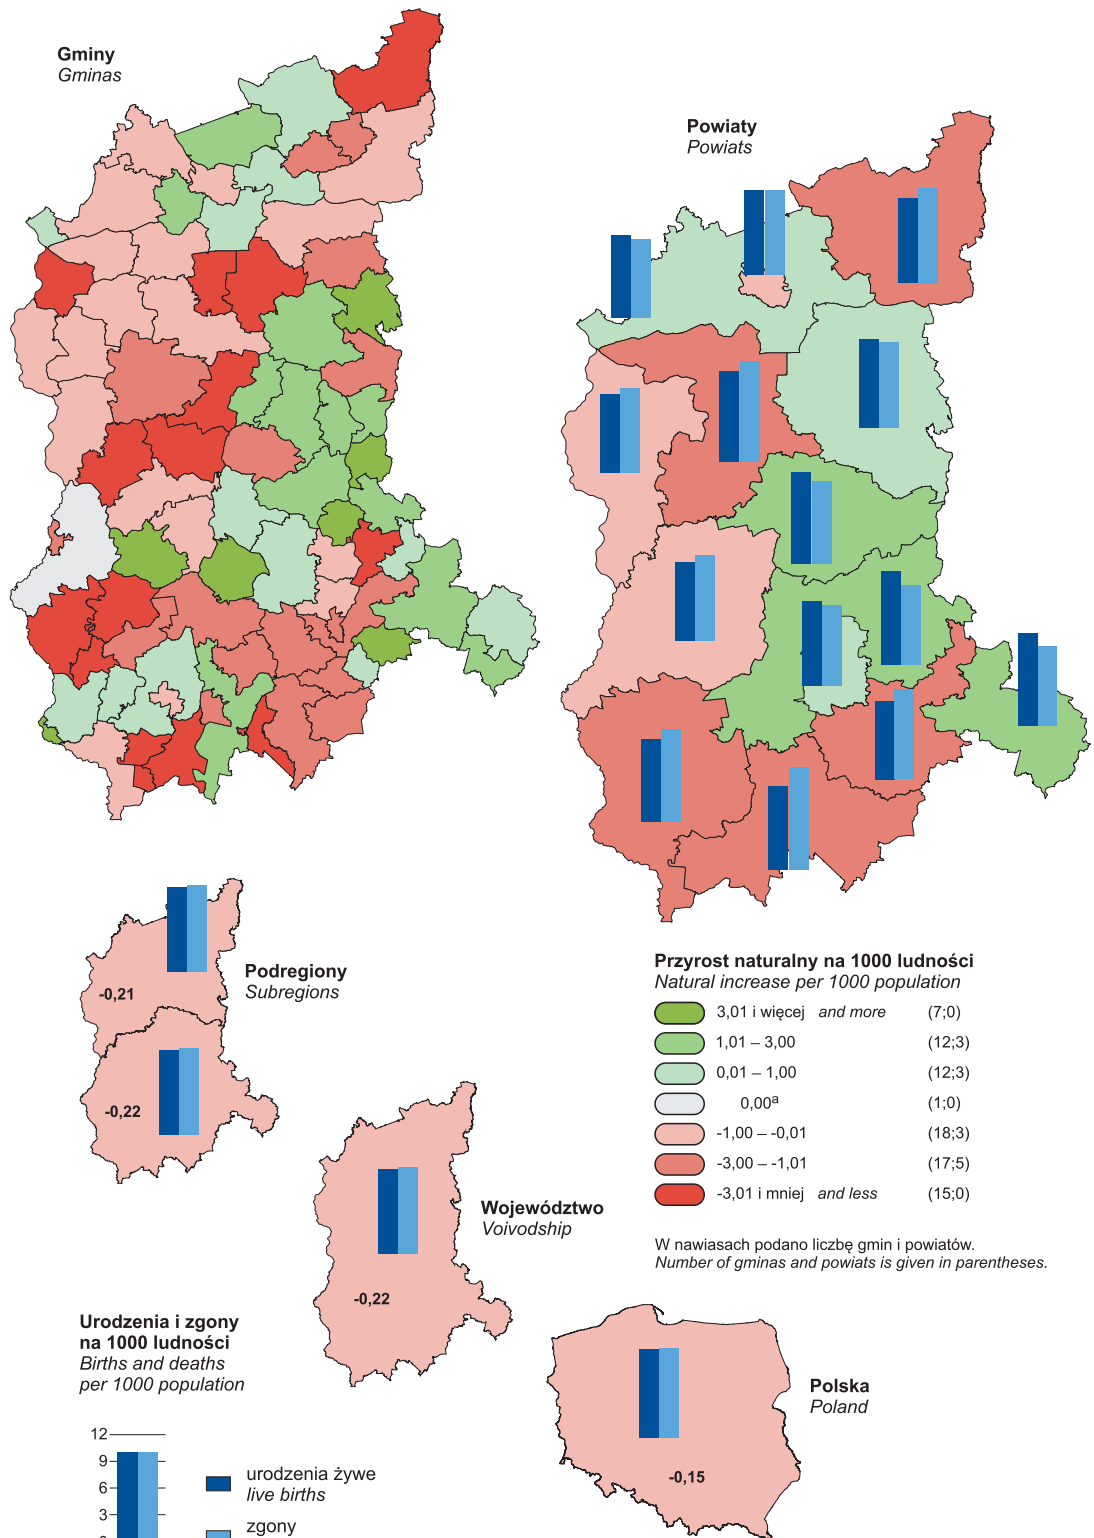 Gminy
Gminas
Powiaty
Powiats
Podregiony
Subregions
-0,21
-0,22
Województwo
Voivodship
-0,22
Przyrost naturalny na 1000 ludności
Natural increase per 1000 population
3,01 i więcej and more (7;0)
1,01 – 3,00 (12;3)
0,01 – 1,00 (12;3)
0,00ª (1;0)
-1,00 – -0,01 (18;3)
-3,00 – -1,01 (17;5)
-3,01 i mniej and less (15;0)
W nawiasach podano liczbę gmin i powiatów.
Number of gminas and powiats is given in parentheses.
Urodzenia i zgony
na 1000 ludności
Births and deaths
per 1000 population
12
9
6
3
urodzenia żywe
live births
zgony
Polska
Poland
-0,15